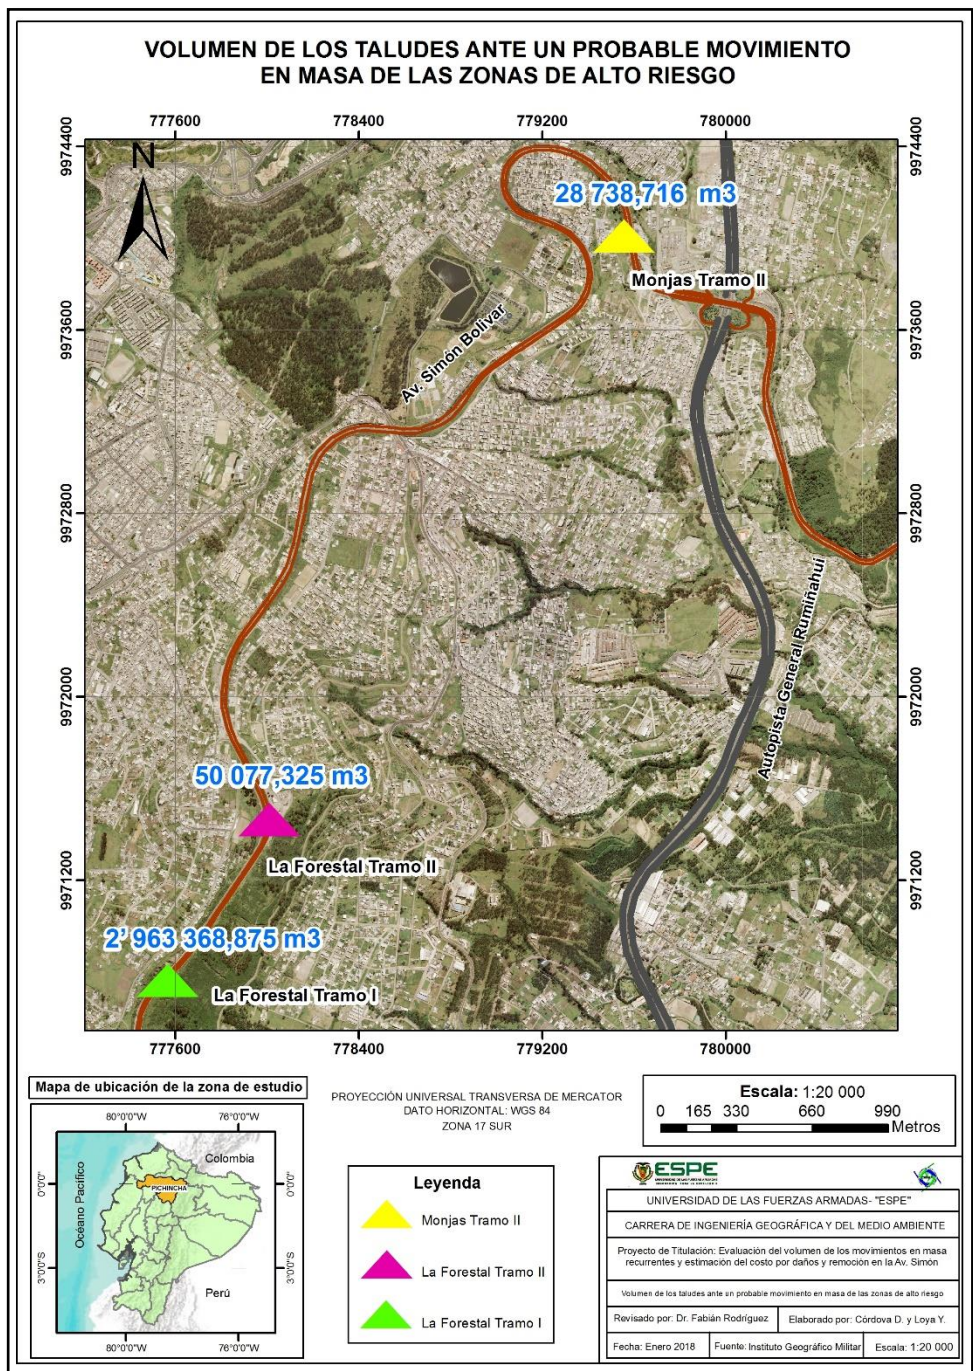 VOLUMEN DE LOS TALUDES ANTE UN PROBABLE MOVIMIENTO
EN MASA DE LAS ZONAS DE ALTO RIESGO
777600 778400 779200 780000
9974400 9974400
N
28 738,716 m3
Monjas Tramo II
9973600 9973600
Av. Simón Bolívar
9972800 9972800
Autopista General Rumiñahui
9972000 9972000
50 077,325 m3
La Forestal Tramo II
9971200 9971200
2' 963 368,875 m3
La Forestal Tramo I
777600 778400 779200 780000
Mapa de ubicación de la zona de estudio
80°0'0"W 76°0'0"W
Colombia
Océano Pacífico
0°0'0" 0°0'0"
PICHINCHA
3°0'0"S 3°0'0"S
Perú
80°0'0"W 76°0'0"W
PROYECCIÓN UNIVERSAL TRANSVERSA DE MERCATOR
DATO HORIZONTAL: WGS 84
ZONA 17 SUR
Escala: 1:20 000
0 165 330 660 990
Metros
Leyenda
Monjas Tramo II
La Forestal Tramo II
La Forestal Tramo I
ESPE
UNIVERSIDAD DE LAS FUERZAS ARMADAS- "ESPE"
CARRERA DE INGENIERÍA GEOGRÁFICA Y DEL MEDIO AMBIENTE
Proyecto de Titulación: Evaluación del volumen de los movimientos en masa
recurrentes y estimación del costo por daños y remoción en la Av. Simón
Volumen de los taludes ante un probable movimiento en masa de las zonas de alto riesgo
Revisado por: Dr. Fabián Rodríguez Elaborado por: Córdova D. y Loya Y.
Fecha: Enero 2018 Fuente: Instituto Geográfico Militar Escala: 1:20 000